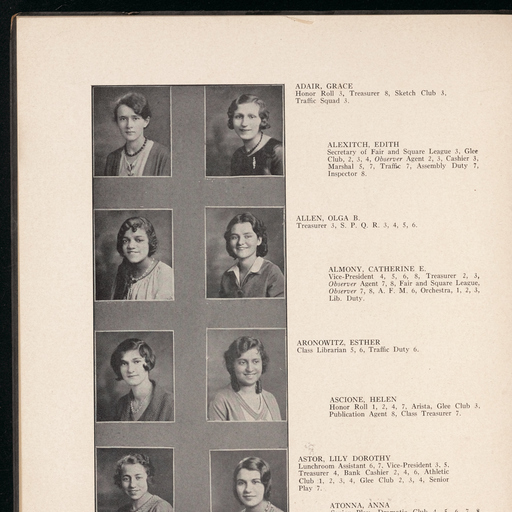 ADAIR, GRACE
Honor Roll 3, Treasurer 8, Sketch Club 3,
Traffic Squad 3.
ALEXITCH, EDITH
Secretary of Fair and Square League 3, Glee
Club, 2, 3, 4, Observer Agent 2, 3, Cashier 3,
Marshal 5, 7, Traffic 7, Assembly Duty 7,
Inspector 8.
ALLEN, OLGA B.
Treasurer 3, S. P. Q. R. 3, 4, 5, 6.
ALMONY, CATHERINE E.
Vice-President 4, 5, 6, 8, Treasurer 2, 3,
Observer Agent 7, 8, Fair and Square League,
Observer 7, 8, A. F. M. 6, Orchestra, 1, 2, 3,
Lib. Duty.
ARONOWITZ, ESTHER
Class Librarian 5, 6, Traffic Duty 6.
ASCIONE, HELEN
Honor Roll 1, 2, 4, 7, Arista, Glee Club 3,
Publication Agent 8, Class Treasurer 7.
ASTOR, LILY DOROTHY
Lunchroom Assistant 6, 7, Vice-President 3, 5,
Treasurer 4, Bank Cashier 2, 4, 6, Athletic
Club 1, 2, 3, 4, Glee Club 2, 3, 4, Senior
Play 7.
ATONNA, ANNA